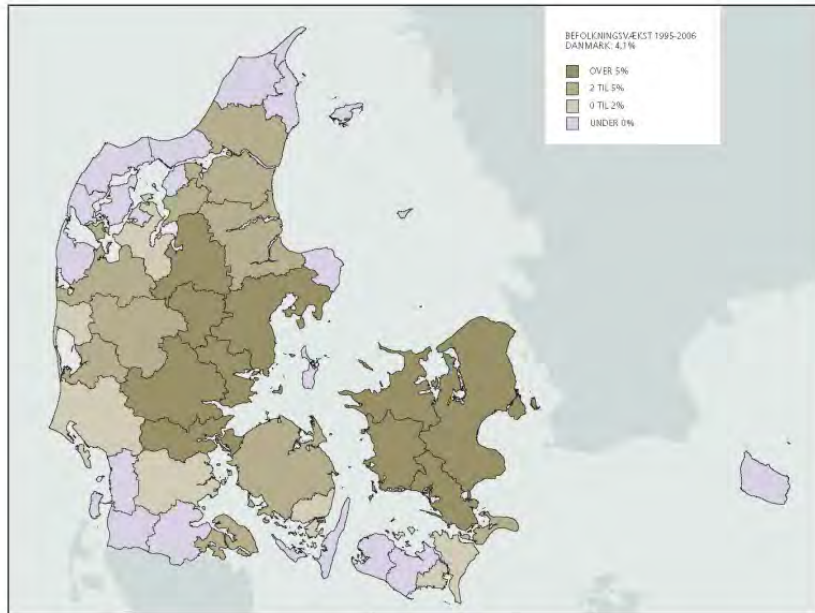 BEFOLKNINGSVÆKST 1995-2006
DANMARK: 4,1%
OVER 5%
2 TIL 5%
0 TIL 2%
UNDER 0%